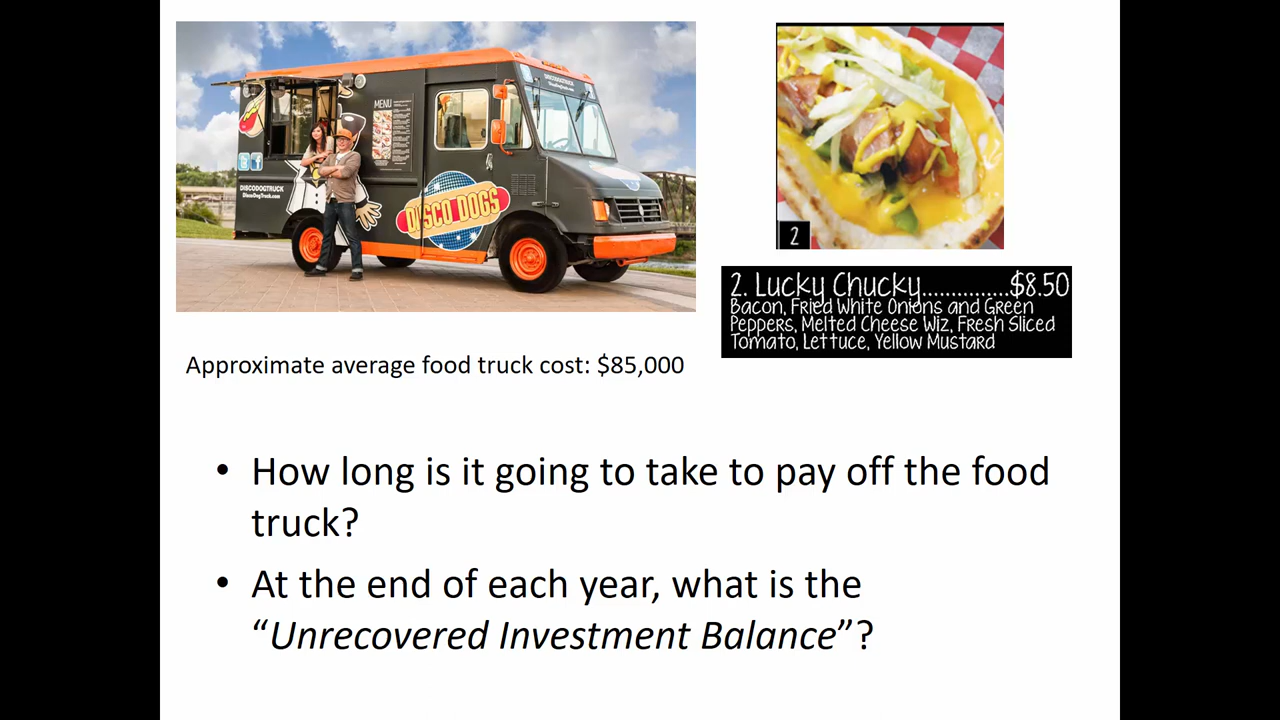 MENU
DISCODOGTRUCK
DiscoDogTruck.com
DISCO DOGS
2
2. Lucky Chucky..............$8.50
Bacon, Fried White Onions and Green
Peppers, Melted Cheese Wiz, Fresh Sliced
Tomato, Lettuce, Yellow Mustard
Approximate average food truck cost: $85,000
• How long is it going to take to pay off the food
truck?
• At the end of each year, what is the
“Unrecovered Investment Balance”?